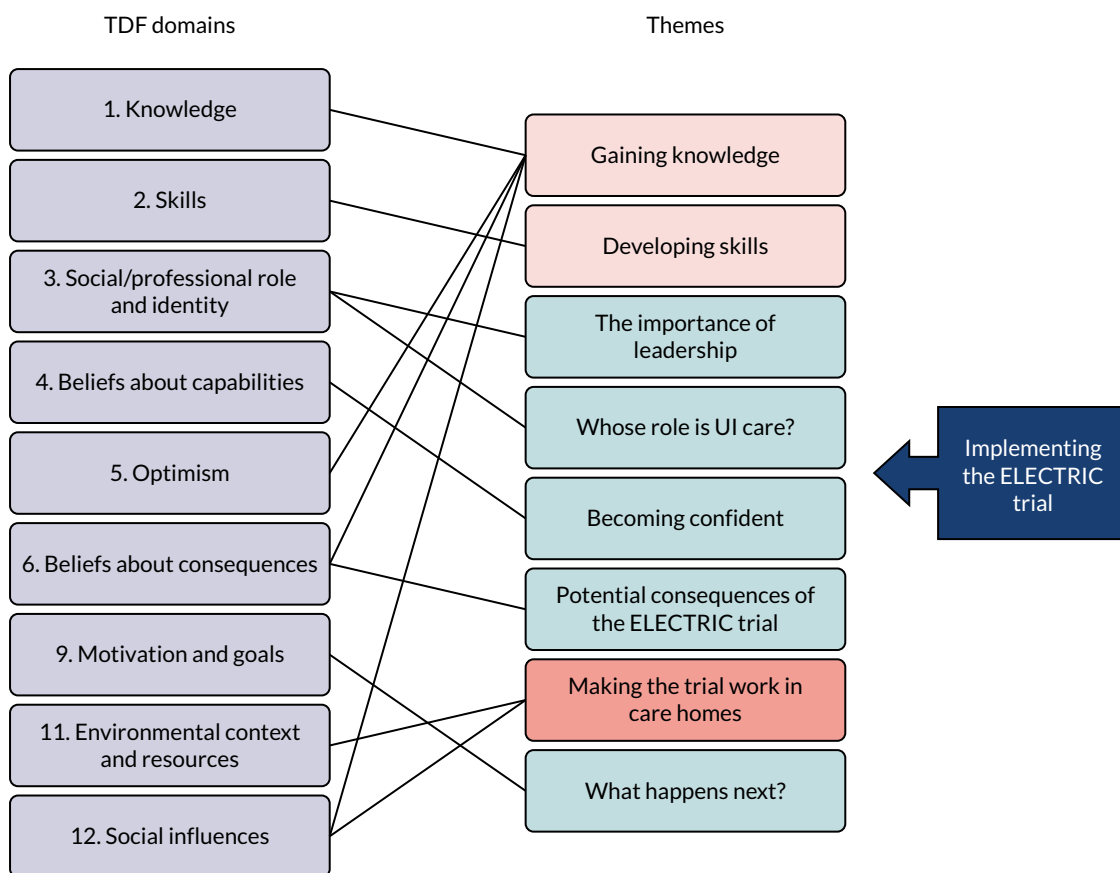 TDF domains
Themes
1. Knowledge
2. Skills
3. Social/professional role
and identity
4. Beliefs about capabilities
5. Optimism
6. Beliefs about consequences
9. Motivation and goals
11. Environmental context
and resources
12. Social influences
Gaining knowledge
Developing skills
The importance of
leadership
Whose role is UI care?
Becoming confident
Potential consequences of
the ELECTRIC trial
Making the trial work in
care homes
What happens next?
Implementing
the ELECTRIC
trial